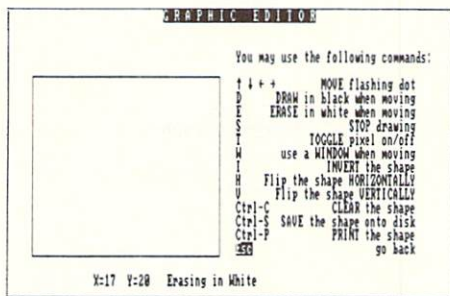 GRAPHIC EDITOR
You may use the following commands:
↑ ↓ ← → MOVE flashing dot
D DRAW in black when moving
E ERASE in white when moving
S STOP drawing
T TOGGLE pixel on/off
W use a WINDOW when moving
I INVERT the shape
H Flip the shape HORIZONTALLY
V Flip the shape VERTICALLY
Ctrl-C CLEAR the shape
Ctrl-S SAVE the shape onto disk
Ctrl-P PRINT the shape
Esc go back
X=17 Y=20 Erasing in White